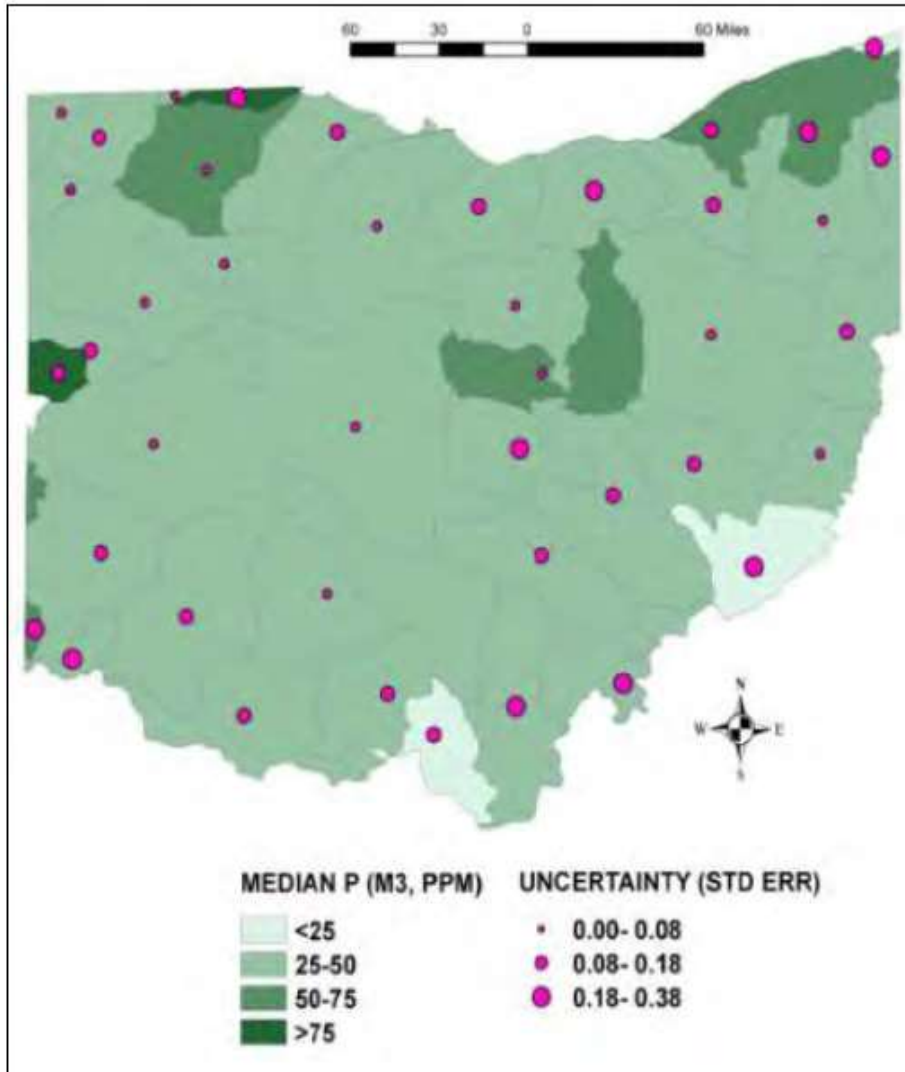 60 30 0 60 Miles
N
W E
S
MEDIAN P (M3, PPM)
<25
25-50
50-75
>75
UNCERTAINTY (STD ERR)
0.00- 0.08
0.08- 0.18
0.18- 0.38